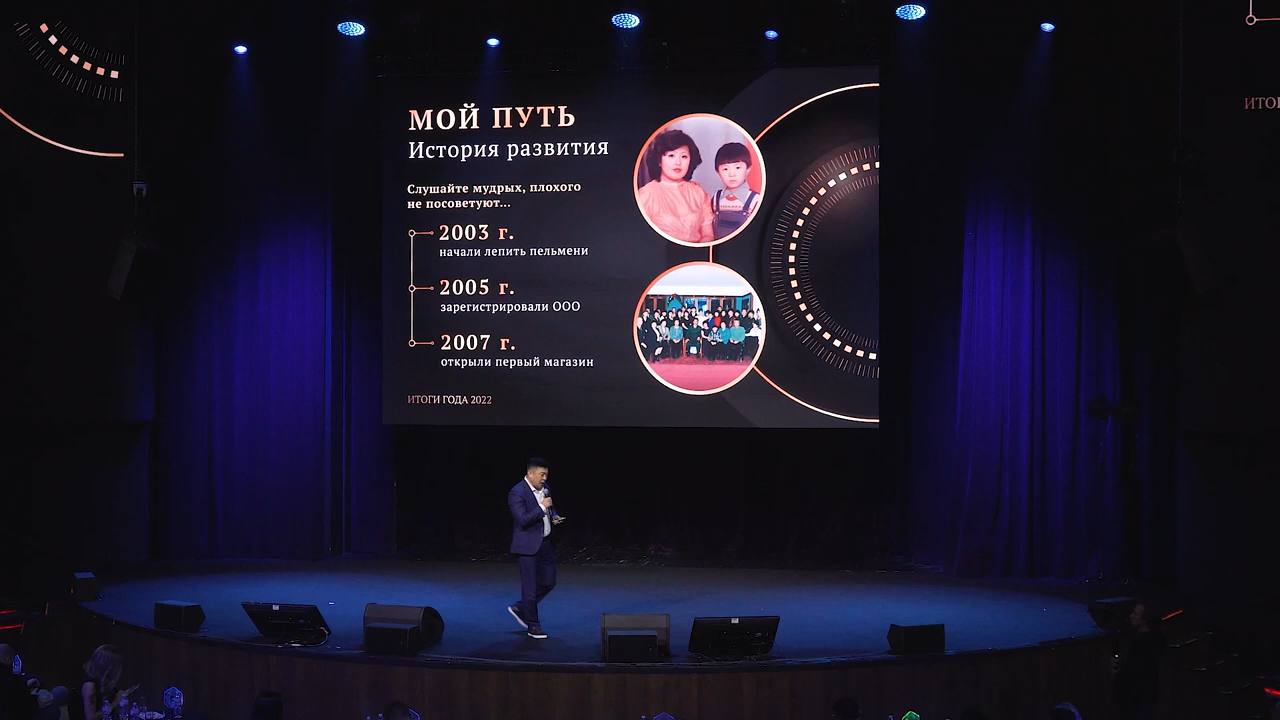 МОЙ ПУТЬ
История развития
Слушайте мудрых, плохого
не посоветуют...
2003 г.
начали лепить пельмени
2005 г.
зарегистрировали ООО
2007 г.
открыли первый магазин
ИТОГИ ГОДА 2022